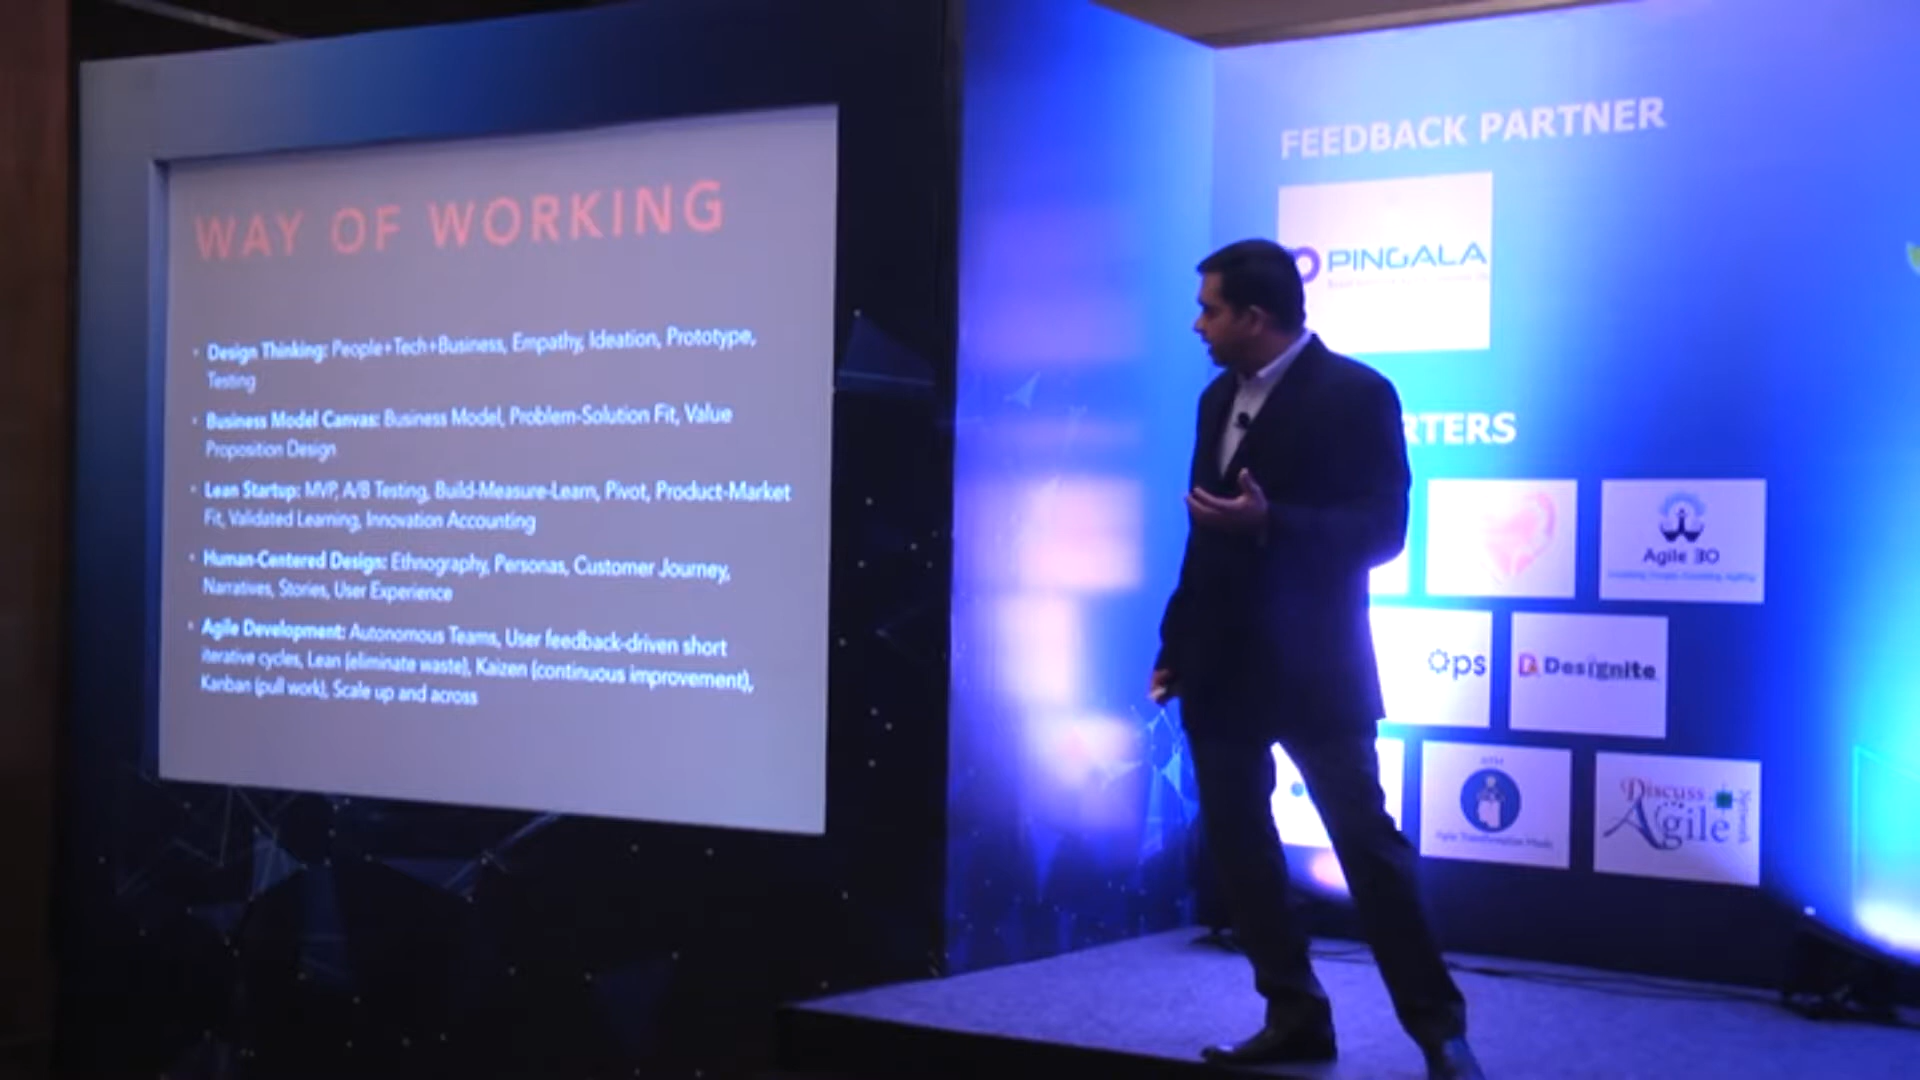 WAY OF WORKING
• Design Thinking: People+Tech+Business, Empathy, Ideation, Prototype,
Testing
• Business Model Canvas: Business Model, Problem-Solution Fit, Value
Proposition Design
• Lean Startup: MVP, A/B Testing, Build-Measure-Learn, Pivot, Product-Market
Fit, Validated Learning, Innovation Accounting
• Human-Centered Design: Ethnography, Personas, Customer Journey,
Narratives, Stories, User Experience
• Agile Development: Autonomous Teams, User feedback-driven short
iterative cycles, Lean (eliminate waste), Kaizen (continuous improvement),
Kanban (pull work), Scale up and across
FEEDBACK PARTNER
PINGALA
RTERS
Agile 30
Ops
Designite
Discuss
Agile
Network